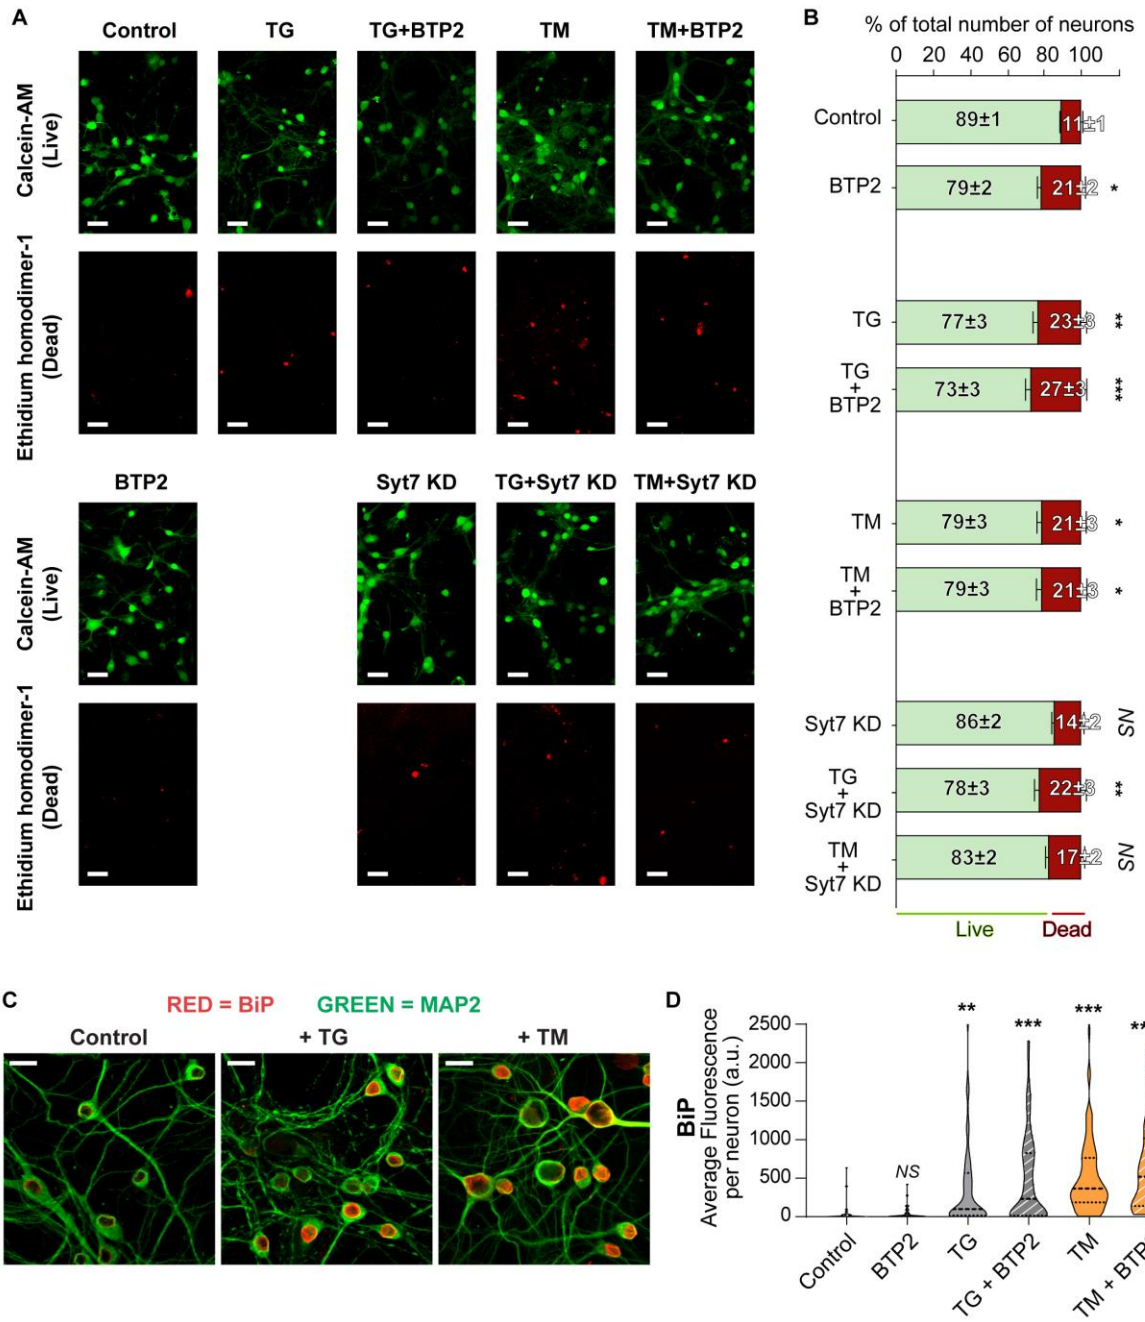 A
Control
TG
TG+BTP2
TM
TM+BTP2
Calcein-AM
(Live)
Ethidium homodimer-1
(Dead)
BTP2
Syt7 KD
TG+Syt7 KD
TM+Syt7 KD
Calcein-AM
(Live)
Ethidium homodimer-1
(Dead)
B
% of total number of neurons
0 20 40 60 80 100
Control
89±1
11±1
BTP2
79±2
21±2
*
TG
77±3
23±3
**
TG
+
BTP2
73±3
27±3
***
TM
79±3
21±3
*
TM
+
BTP2
79±3
21±3
*
Syt7 KD
86±2
14±2
NS
TG
+
Syt7 KD
78±3
22±3
**
TM
+
Syt7 KD
83±2
17±2
NS
Live
Dead
C
RED = BiP
GREEN = MAP2
Control
+ TG
+ TM
D
BiP
Average Fluorescence
per neuron (a.u.)
2500
2000
1500
1000
500
0
NS
**
***
***
**
Control
BTP2
TG
TG + BTP2
TM